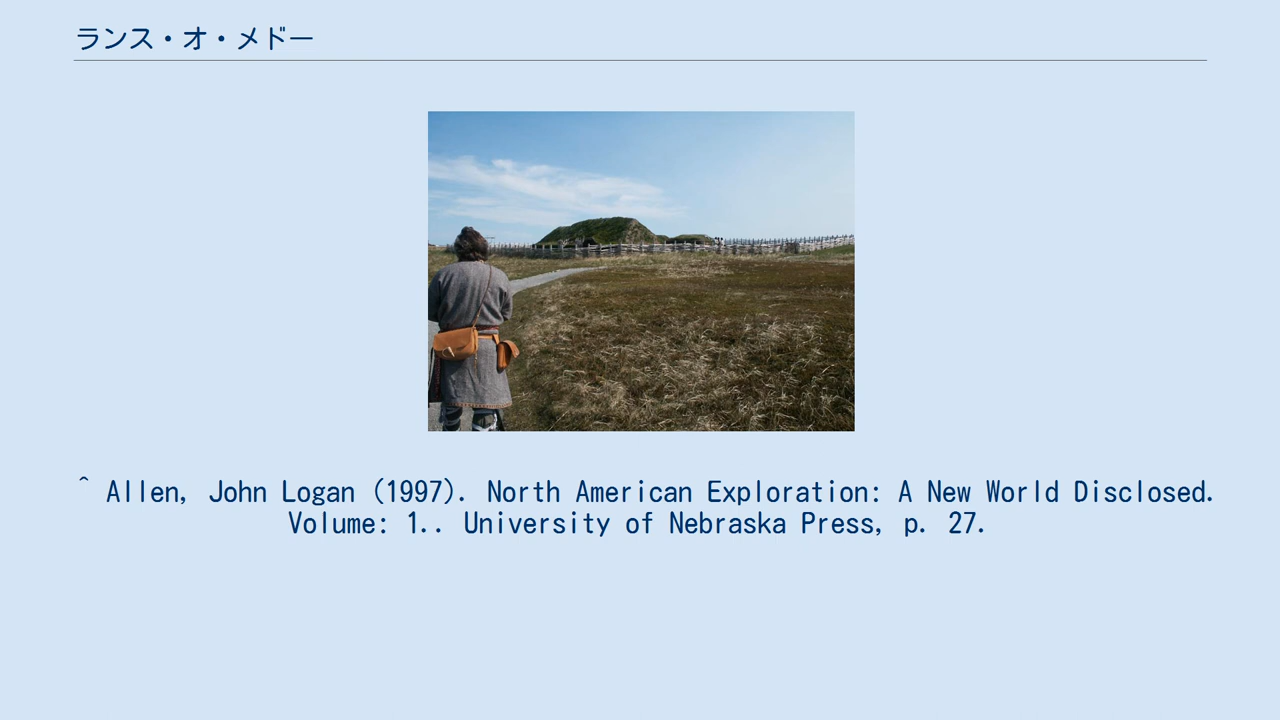 ランス・オ・メドー
^ Allen, John Logan (1997). North American Exploration: A New World Disclosed.
Volume: 1.. University of Nebraska Press, p. 27.